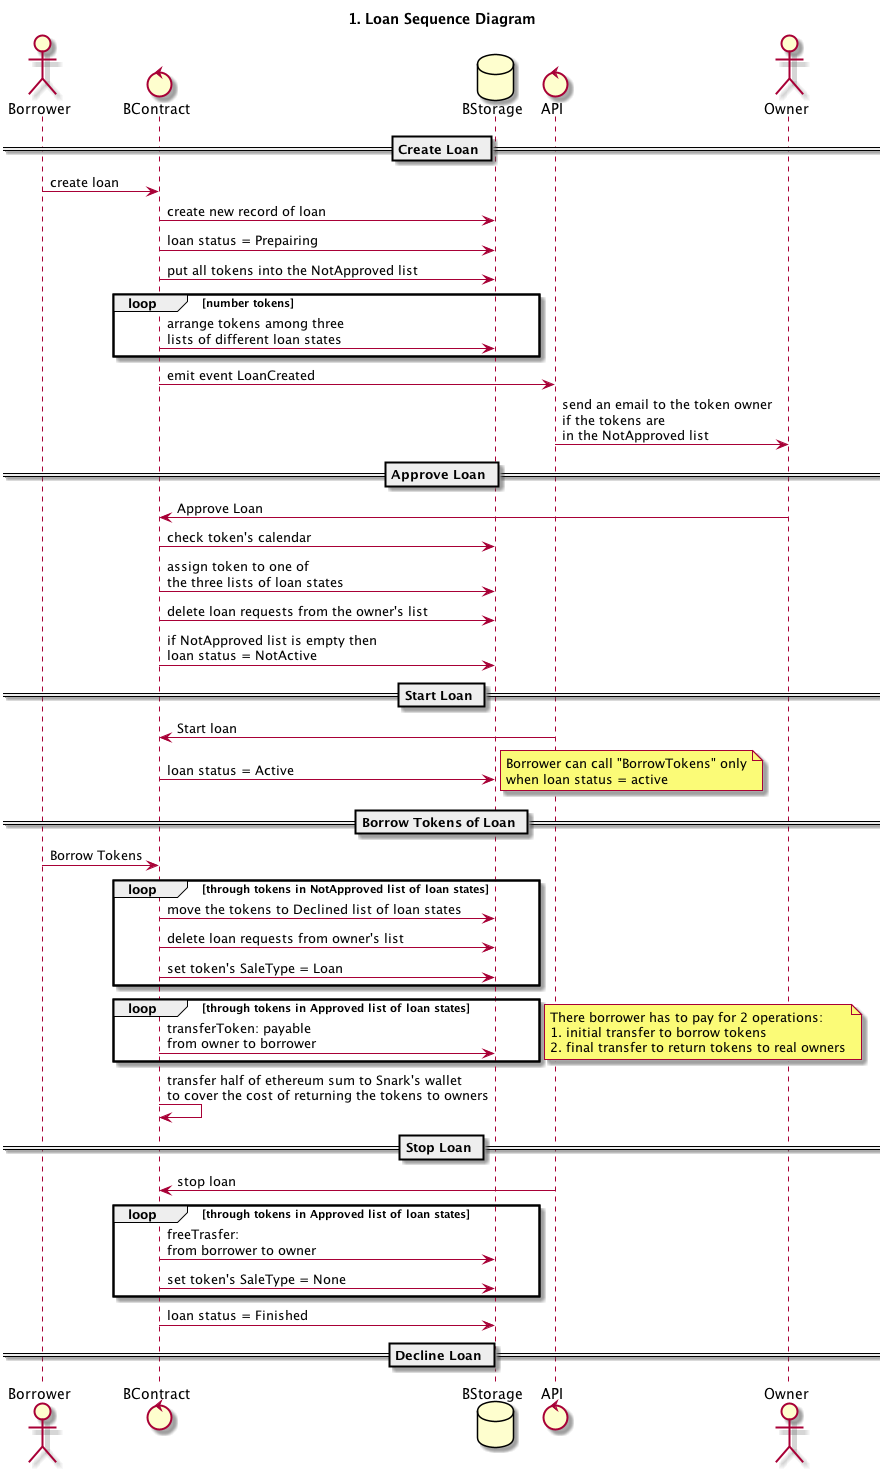 1. Loan Sequence Diagram
Borrower
BContract
BStorage
API
Owner
Create Loan
create loan
create new record of loan
loan status = Prepairing
put all tokens into the NotApproved list
loop [number tokens]
arrange tokens among three
lists of different loan states
emit event LoanCreated
send an email to the token owner
if the tokens are
in the NotApproved list
Approve Loan
Approve Loan
check token's calendar
assign token to one of
the three lists of loan states
delete loan requests from the owner's list
if NotApproved list is empty then
loan status = NotActive
Start Loan
Start loan
loan status = Active
Borrower can call "BorrowTokens" only
when loan status = active
Borrow Tokens of Loan
Borrow Tokens
loop [through tokens in NotApproved list of loan states]
move the tokens to Declined list of loan states
delete loan requests from owner's list
set token's SaleType = Loan
loop [through tokens in Approved list of loan states]
transferToken: payable
from owner to borrower
There borrower has to pay for 2 operations:
1. initial transfer to borrow tokens
2. final transfer to return tokens to real owners
transfer half of ethereum sum to Snark's wallet
to cover the cost of returning the tokens to owners
Stop Loan
stop loan
loop [through tokens in Approved list of loan states]
freeTrasfer:
from borrower to owner
set token's SaleType = None
loan status = Finished
Decline Loan
Borrower
BContract
BStorage
API
Owner